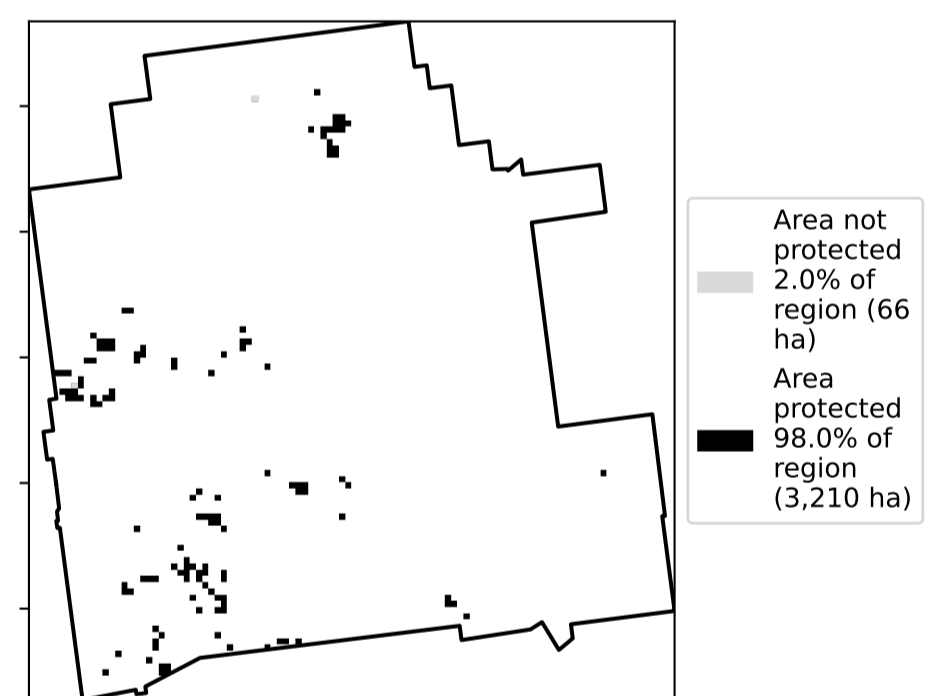 Area not
protected
2.0% of
region (66
ha)
Area
protected
98.0% of
region
(3,210 ha)